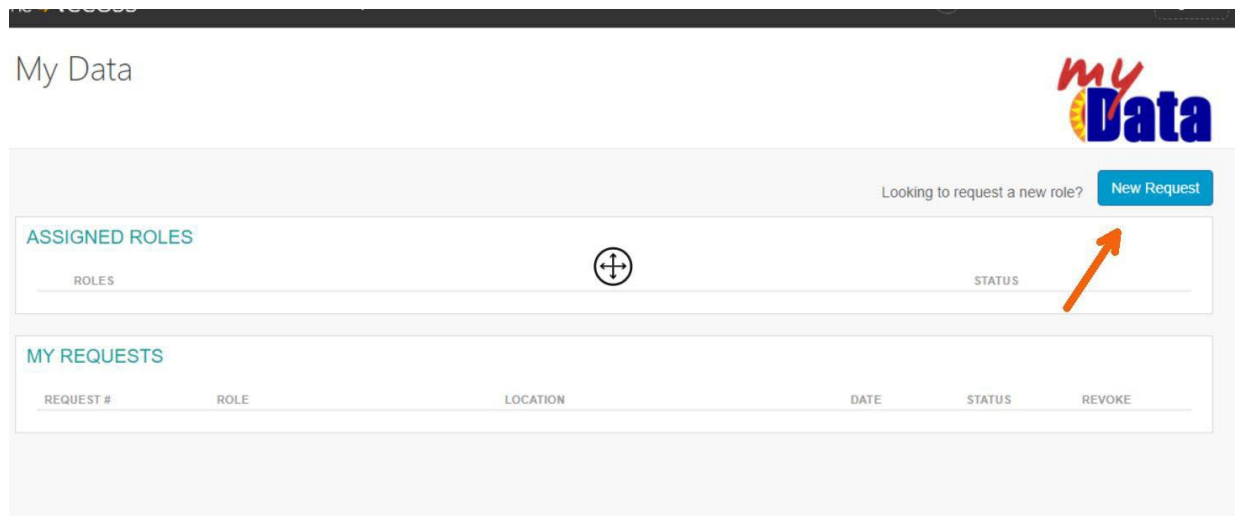 My Data
my
Data
Looking to request a new role? New Request
ASSIGNED ROLES
ROLES STATUS
MY REQUESTS
REQUEST # ROLE LOCATION DATE STATUS REVOKE